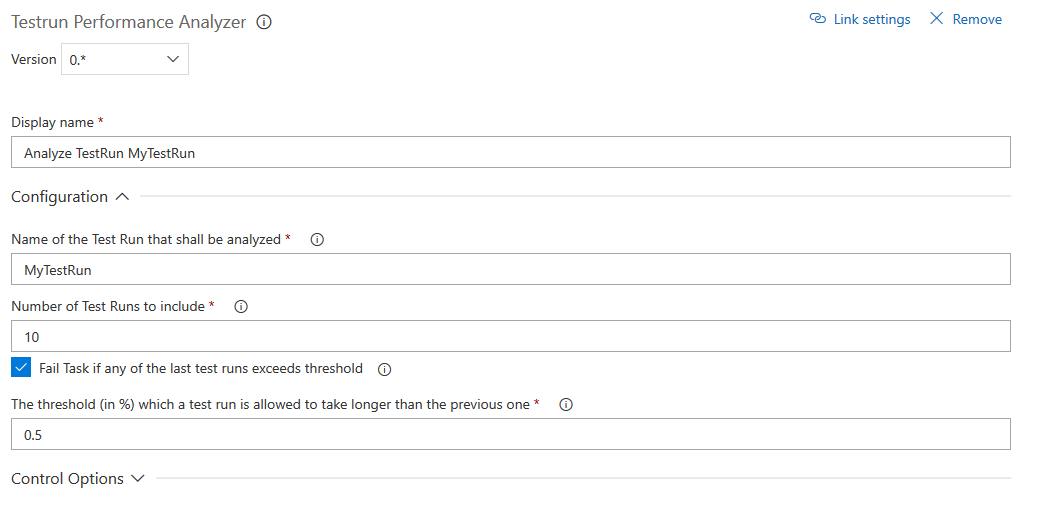 Testrun Performance Analyzer
Link settings
Remove
Version 0.*
Display name *
Analyze TestRun MyTestRun
Configuration
Name of the Test Run that shall be analyzed *
MyTestRun
Number of Test Runs to include *
10
Fail Task if any of the last test runs exceeds threshold
The threshold (in %) which a test run is allowed to take longer than the previous one *
0.5
Control Options